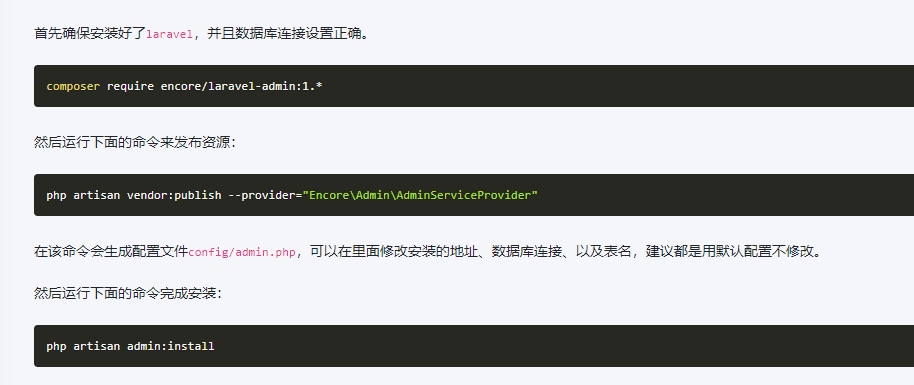 首先确保安装好了laravel，并且数据库连接设置正确。
composer require encore/laravel-admin:1.*
然后运行下面的命令来发布资源：
php artisan vendor:publish --provider="Encore\Admin\AdminServiceProvider"
在该命令会生成配置文件config/admin.php，可以在里面修改安装的地址、数据库连接、以及表名，建议都是用默认配置不修改。
然后运行下面的命令完成安装：
php artisan admin:install